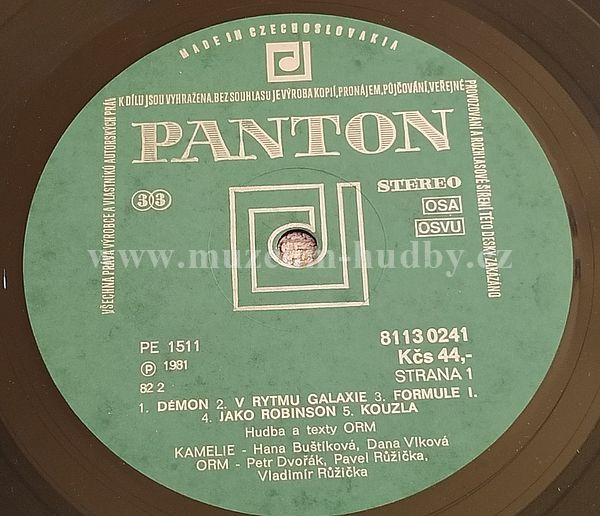 MADE IN CZECHOSLOVAKIA
VŠECHNA PRÁVA VÝROBCE A VLASTNÍKŮ AUTORSKÝCH PRÁV K DÍLU JSOU VYHRAŽENA. BEZ SOUHLASU JE VÝROBA KOPIÍ, PRONÁJEM, PŮJČOVÁNÍ, VEŘEJNÉ PROVOZOVÁNÍ A ROZHLASOVÉ ŠÍŘENÍ TÉTO DESKY ZAKÁZÁNO
PANTON
33
STEREO
OSA
OSVU
www.muzeum-hudby.cz
PE 1511
Ⓟ 1981
82 2
8113 0241
Kčs 44,-
STRANA 1
1. DÉMON 2. V RYTMU GALAXIE 3. FORMULE I.
4. JAKO ROBINSON 5. KOUZLA
Hudba a texty ORM
KAMELIE - Hana Buštíková, Dana Vlková
ORM - Petr Dvořák, Pavel Růžička,
Vladimír Růžička